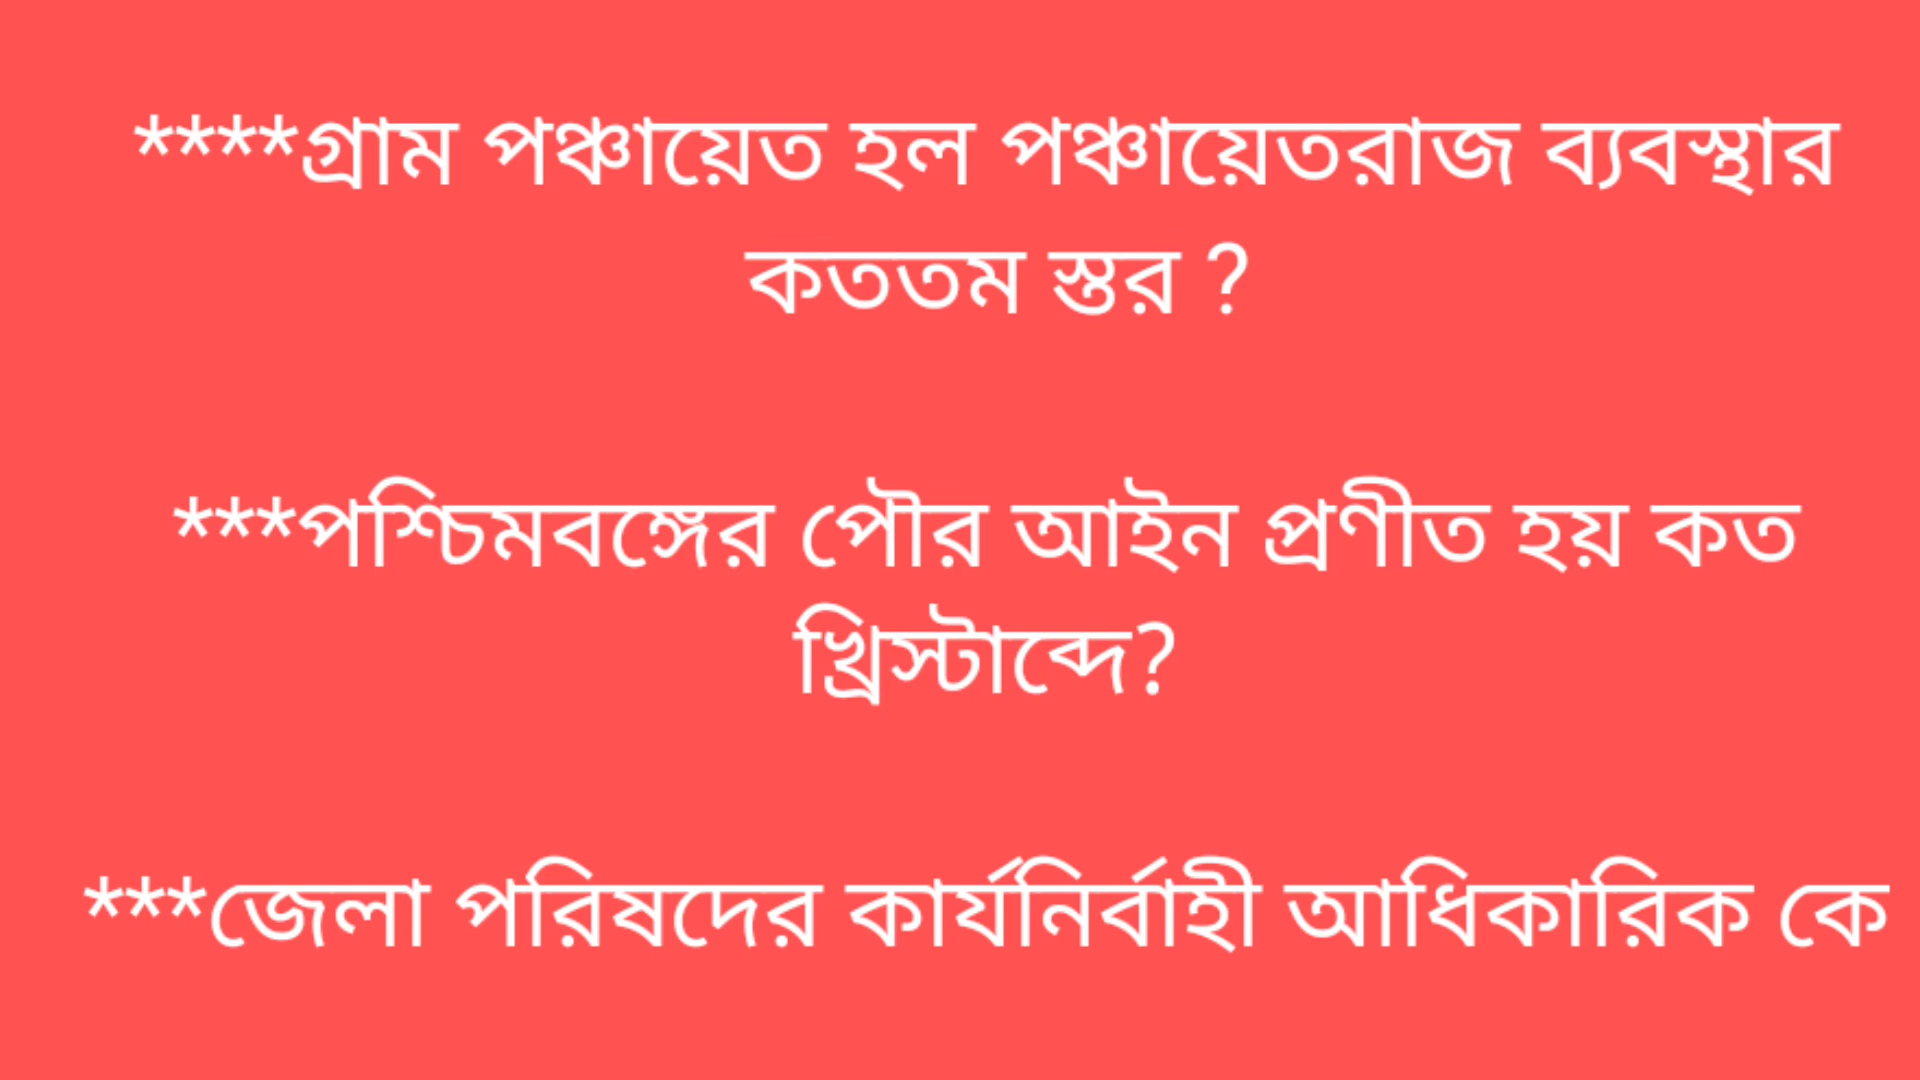 ****গ্রাম পঞ্চায়েত হল পঞ্চায়েতরাজ ব্যবস্থার
কততম স্তর ?
***পশ্চিমবঙ্গের পৌর আইন প্রণীত হয় কত
খ্রিস্টাব্দে?
***জেলা পরিষদের কার্যনির্বাহী আধিকারিক কে